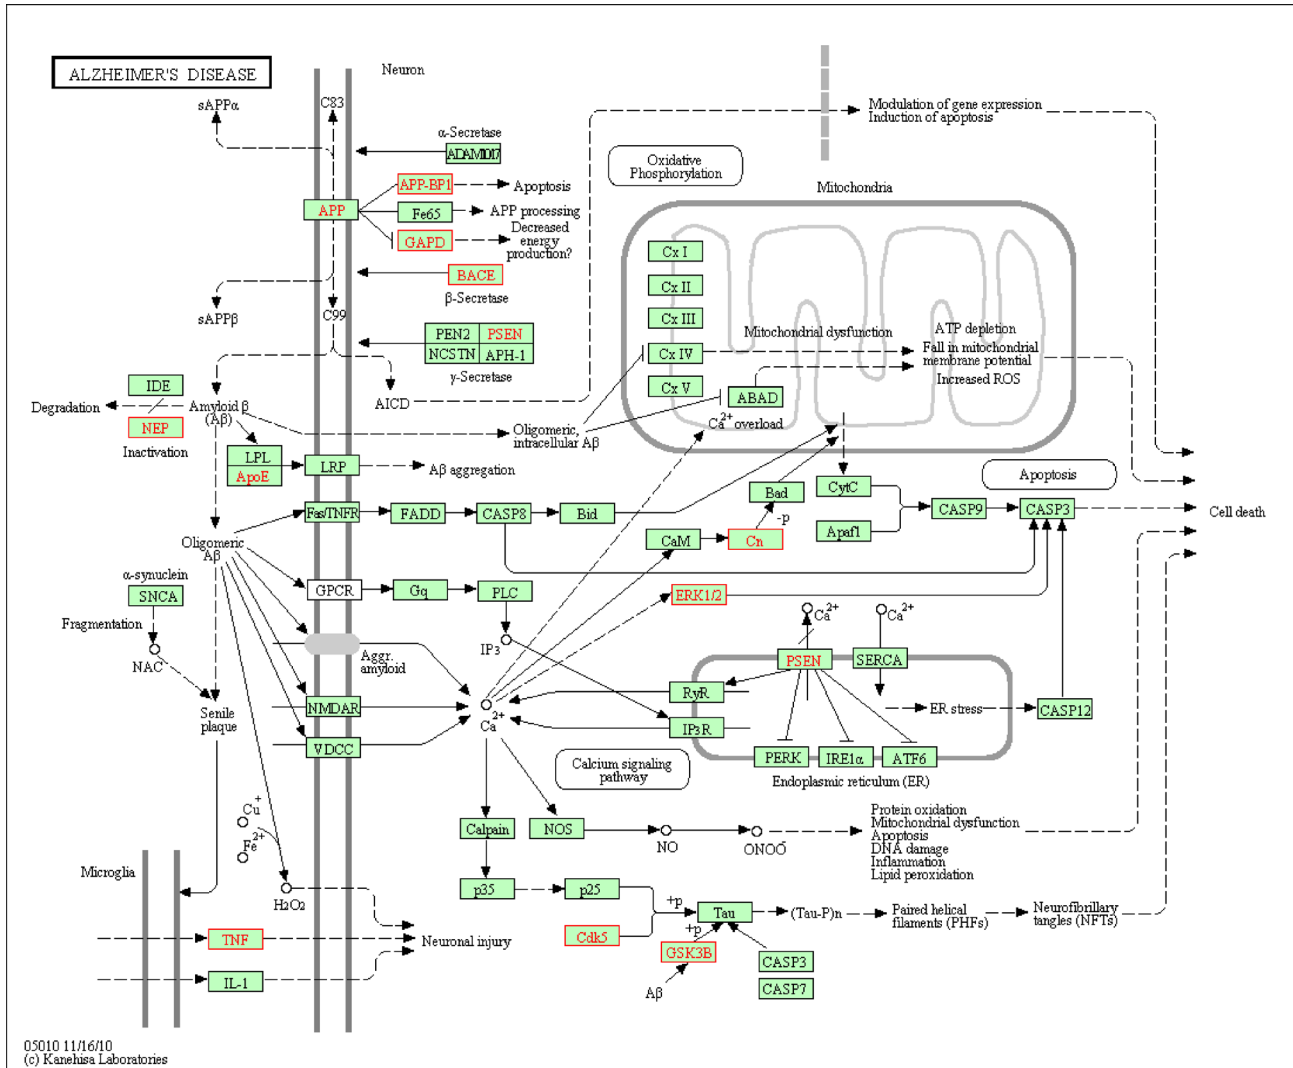 ALZHEIMER'S DISEASE
Neuron
sAPPα
C83
α-Secretase
ADAM10/17
Modulation of gene expression
Induction of apoptosis
Oxidative
Phosphorylation
Mitochondria
APP-BP1
Apoptosis
APP
Fe65
APP processing
GAPD
Decreased
energy
production?
BACE
β-Secretase
sAPPβ
C99
PEN2
PSEN
NCSTN
APH-1
γ-Secretase
Cx I
Cx II
Cx III
Cx IV
Cx V
Mitochondrial dysfunction
ATP depletion
Fall in mitochondrial
membrane potential
Increased ROS
ABAD
Ca2+ overload
IDE
Degradation
Amyloid β
(Aβ)
NEP
Inactivation
AICD
Oligomeric,
intracellular Aβ
LPL
ApoE
LRP
Aβ aggregation
Fas/TNFR
FADD
CASP8
Bid
Bad
-p
CytC
Apoptosis
CaM
Cn
Apaf1
CASP9
CASP3
Cell death
Oligomeric
Aβ
α-synuclein
SNCA
Fragmentation
NAC
GPCR
Gq
PLC
IP3
ERK1/2
Ca2+
Ca2+
Aggr.
amyloid
PSEN
SERCA
RyR
IP3R
ER stress
CASP12
NMDAR
VDCC
Ca2+
Senile
plaque
PERK
IRE1α
ATF6
Endoplasmic reticulum (ER)
Calcium signaling
pathway
Cu+
Fe2+
H2O2
Calpain
NOS
NO
ONOO-
Protein oxidation
Mitochondrial dysfunction
Apoptosis
DNA damage
Inflammation
Lipid peroxidation
Microglia
p35
p25
+p
Tau
(Tau-P)n
Paired helical
filaments (PHFs)
Neurofibrillary
tangles (NFTs)
TNF
Neuronal injury
Cdk5
+p
GSK3B
IL-1
Aβ
CASP3
CASP7
05010 11/16/10
(c) Kanehisa Laboratories